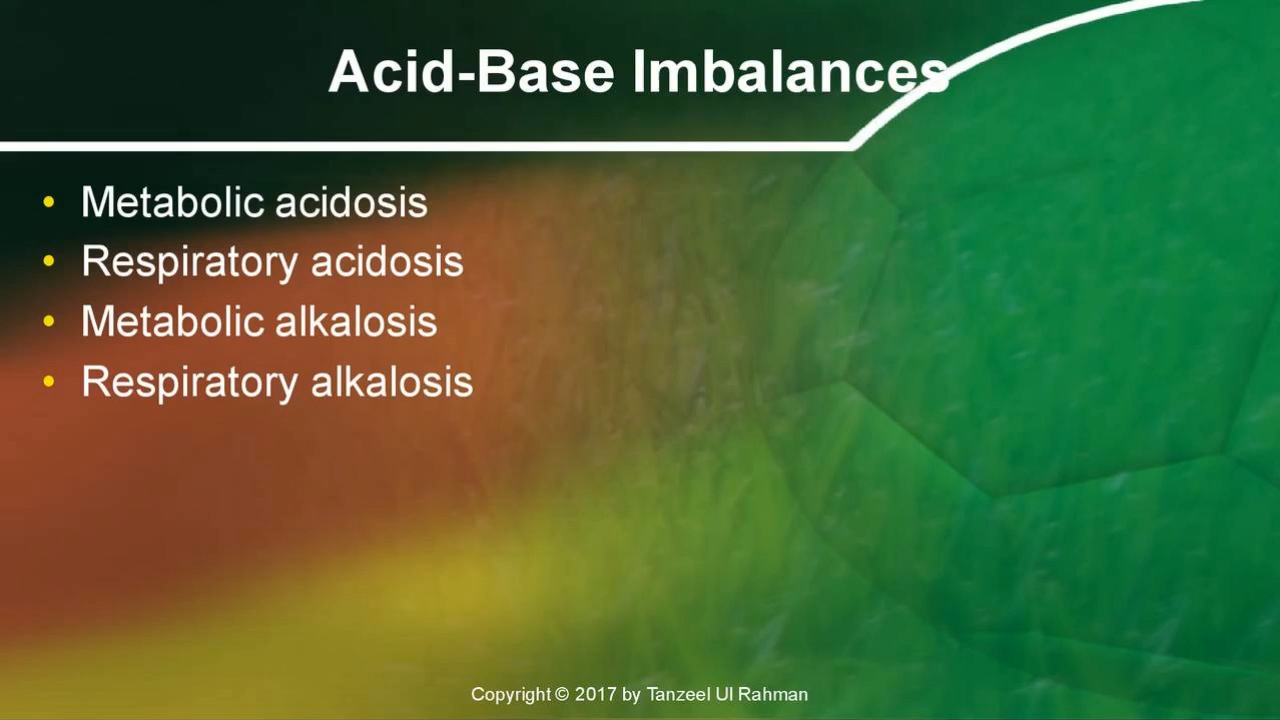 Acid-Base Imbalances
• Metabolic acidosis
• Respiratory acidosis
• Metabolic alkalosis
• Respiratory alkalosis
Copyright © 2017 by Tanzeel Ul Rahman